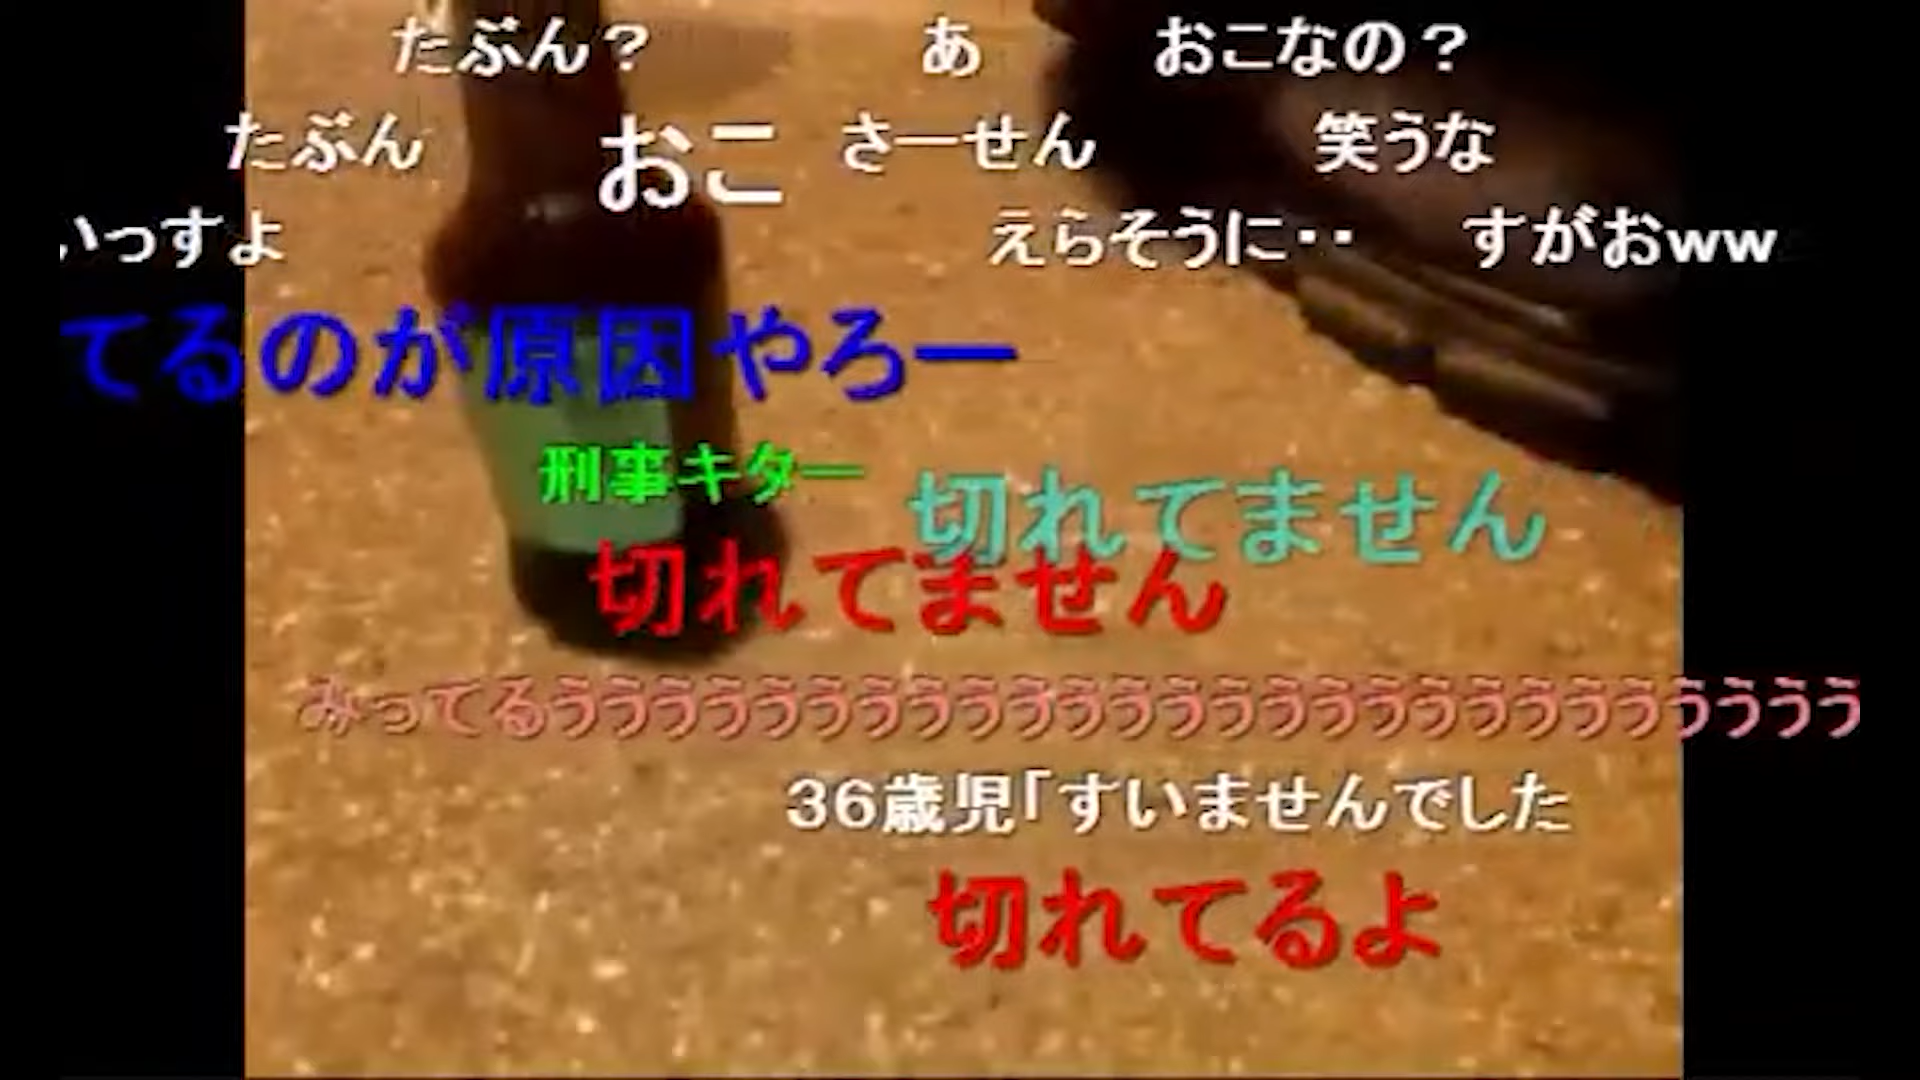 たぶん？ あ おこなの？
たぶん おこ さーせん 笑うな
いっすよ えらそうに・・ すがおww
てるのが原因やろー
刑事キター
切れてません
切れてません
みってるううううううううううううううううううううううううう
36歳児「すいませんでした
切れてるよ